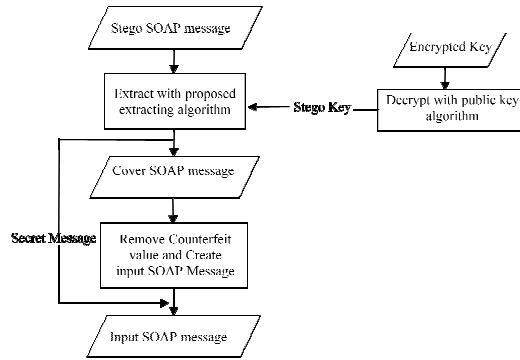 Stego SOAP message
Encrypted Key
Extract with proposed
extracting algorithm
Stego Key
Decrypt with public key
algorithm
Cover SOAP message
Secret Message
Remove Counterfeit
value and Create
input SOAP Message
Input SOAP message